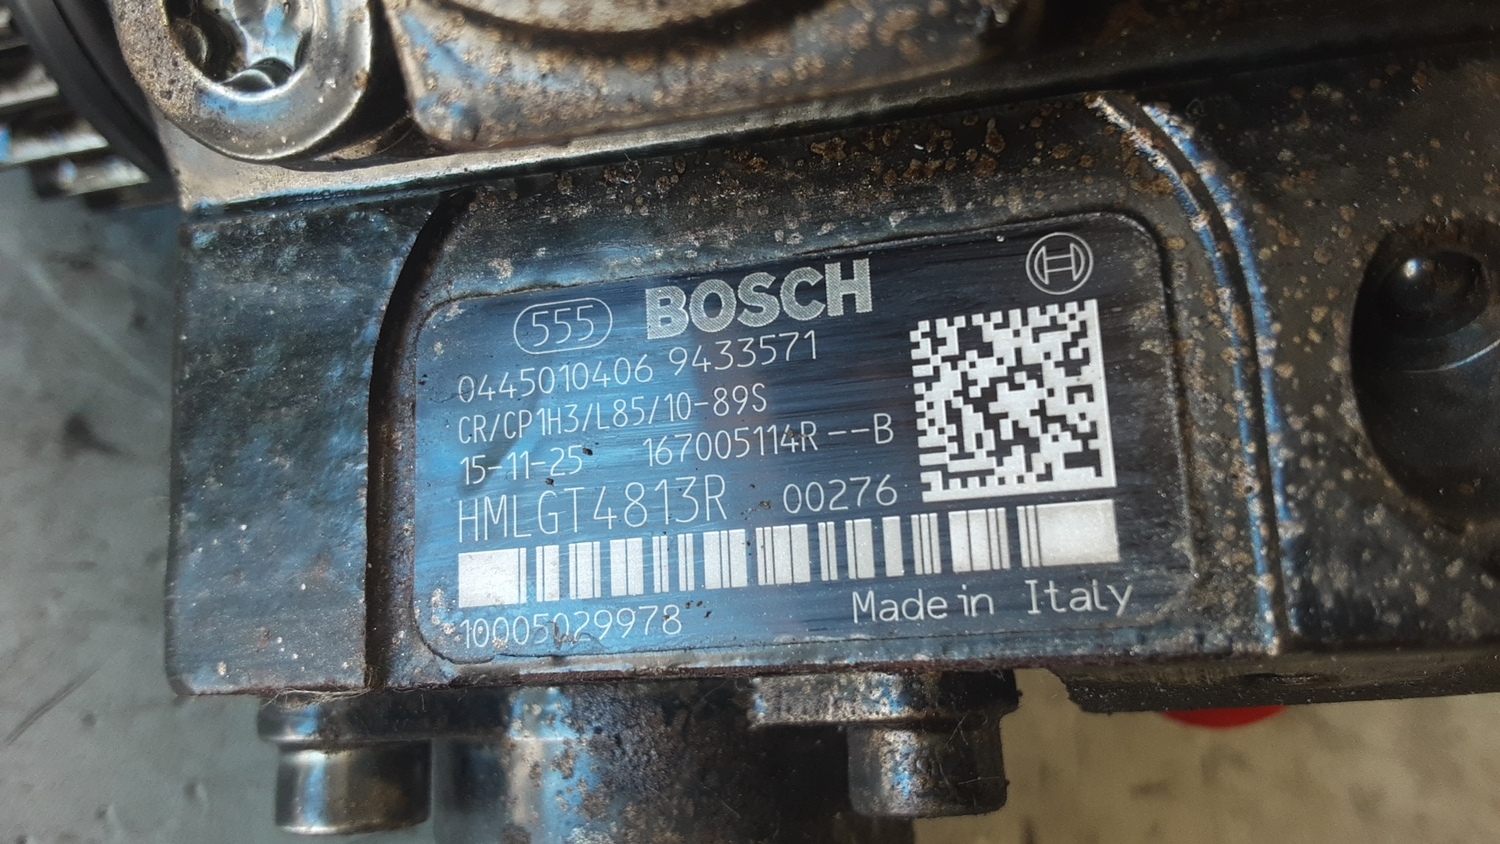 555 BOSCH
0445010406 9433571
CR/CP1H3/L85/10-89S
15-11-25 167005114R--B
HMLGT4813R 00276
10005029978 Made in Italy